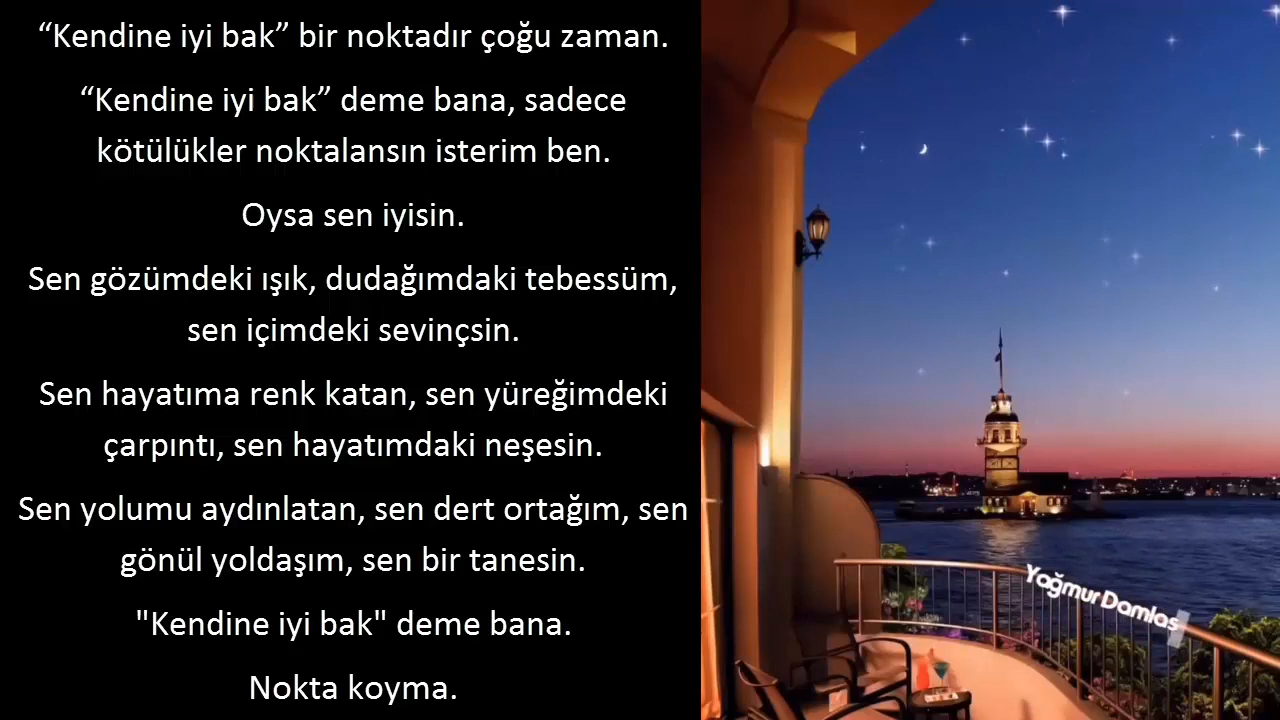 “Kendine iyi bak” bir noktadır çoğu zaman.
“Kendine iyi bak” deme bana, sadece
kötülükler noktalansın isterim ben.
Oysa sen iyisin.
Sen gözümdeki ışık, dudağımdaki tebessüm,
sen içimdeki sevinçsin.
Sen hayatıma renk katan, sen yüreğimdeki
çarpıntı, sen hayatımdaki neşesin.
Sen yolumu aydınlatan, sen dert ortağım, sen
gönül yoldaşım, sen bir tanesin.
"Kendine iyi bak" deme bana.
Nokta koyma.
YağmurDamlas